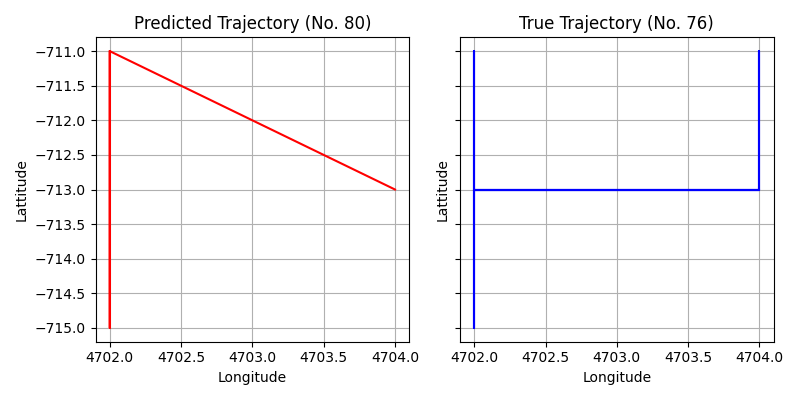 Predicted Trajectory (No. 80)
−711.0
−711.5
−712.0
−712.5
−713.0
−713.5
−714.0
−714.5
−715.0
Lattitude
4702.0 4702.5 4703.0 4703.5 4704.0
Longitude
True Trajectory (No. 76)
Lattitude
4702.0 4702.5 4703.0 4703.5 4704.0
Longitude